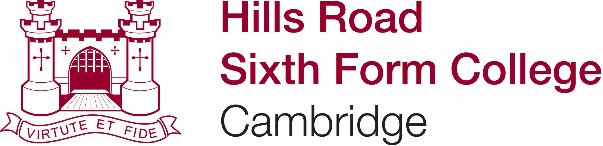 Hills Road
Sixth Form College
Cambridge
VIRTUTE ET FIDE